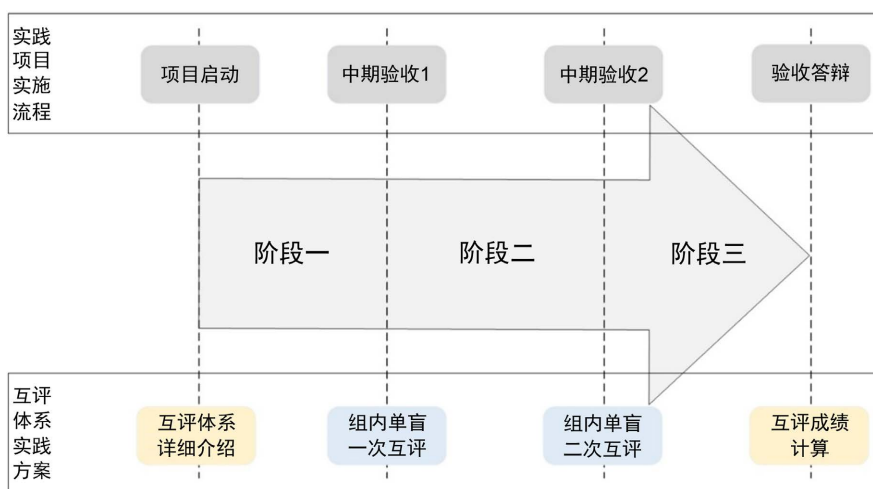 实践
项目
实施
流程
项目启动
中期验收1
中期验收2
验收答辩
阶段一
阶段二
阶段三
互评
体系
实践
方案
互评体系
详细介绍
组内单盲
一次互评
组内单盲
二次互评
互评成绩
计算